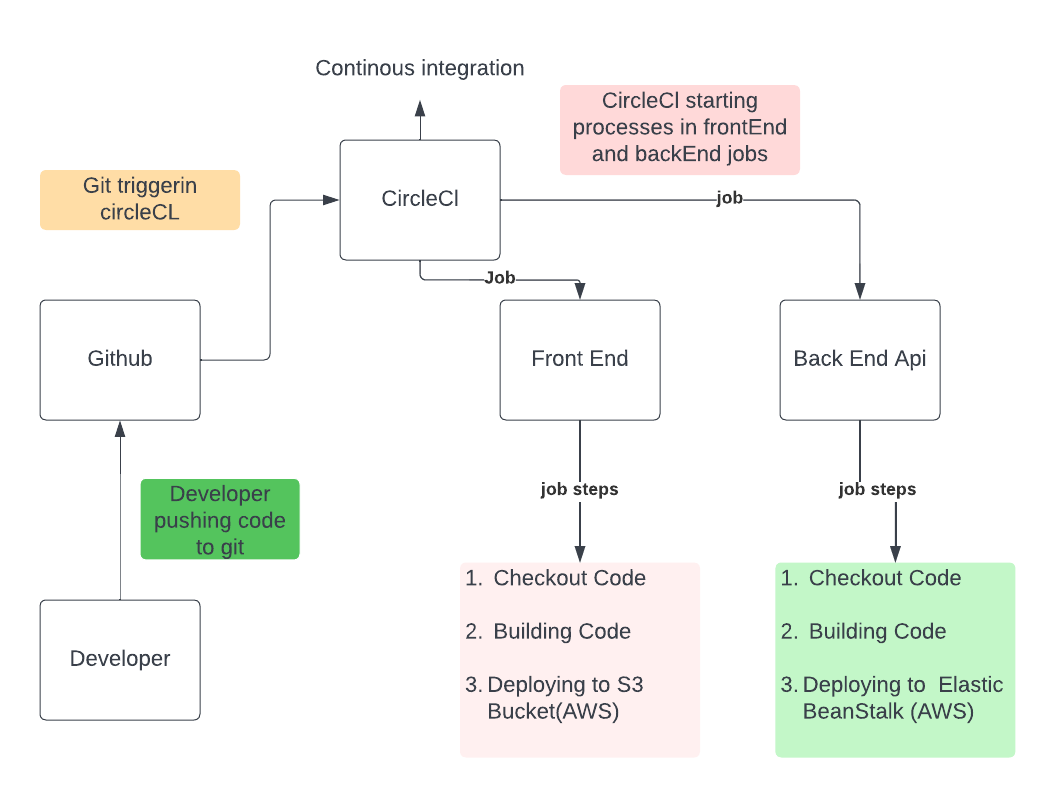 Continous integration
CircleCl starting
processes in frontEnd
and backEnd jobs
Git triggerin
circleCL
CircleCl
job
Job
Github
Front End
Back End Api
Developer
pushing code
to git
job steps
job steps
Developer
1. Checkout Code
2. Building Code
3. Deploying to S3
Bucket(AWS)
1. Checkout Code
2. Building Code
3. Deploying to Elastic
BeanStalk (AWS)